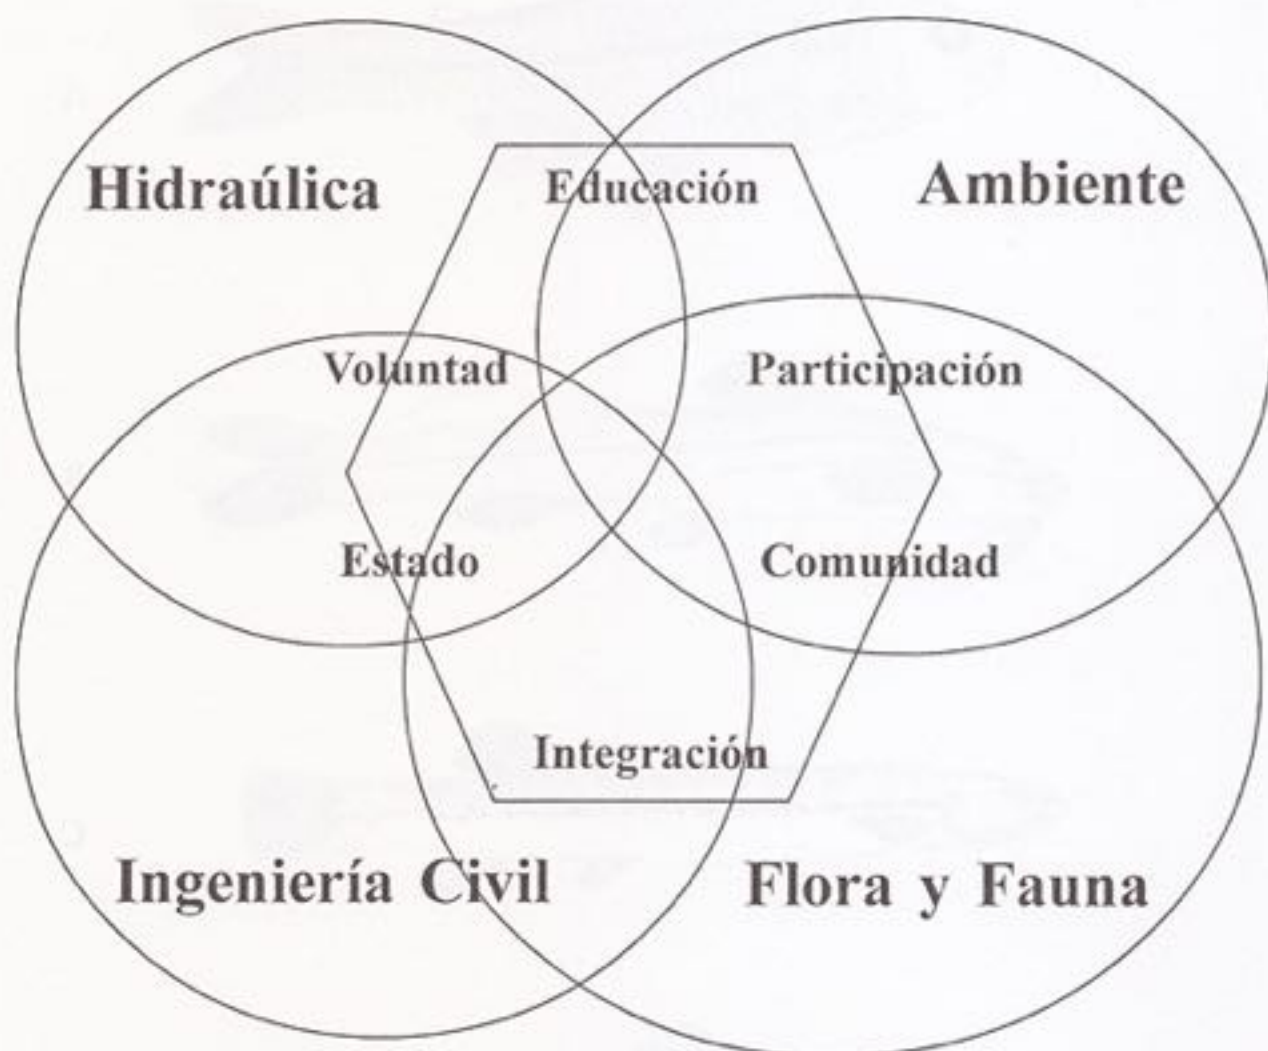 Hidraúlica
Ambiente
Educación
Voluntad
Participación
Estado
Comunidad
Integración
Ingeniería Civil
Flora y Fauna